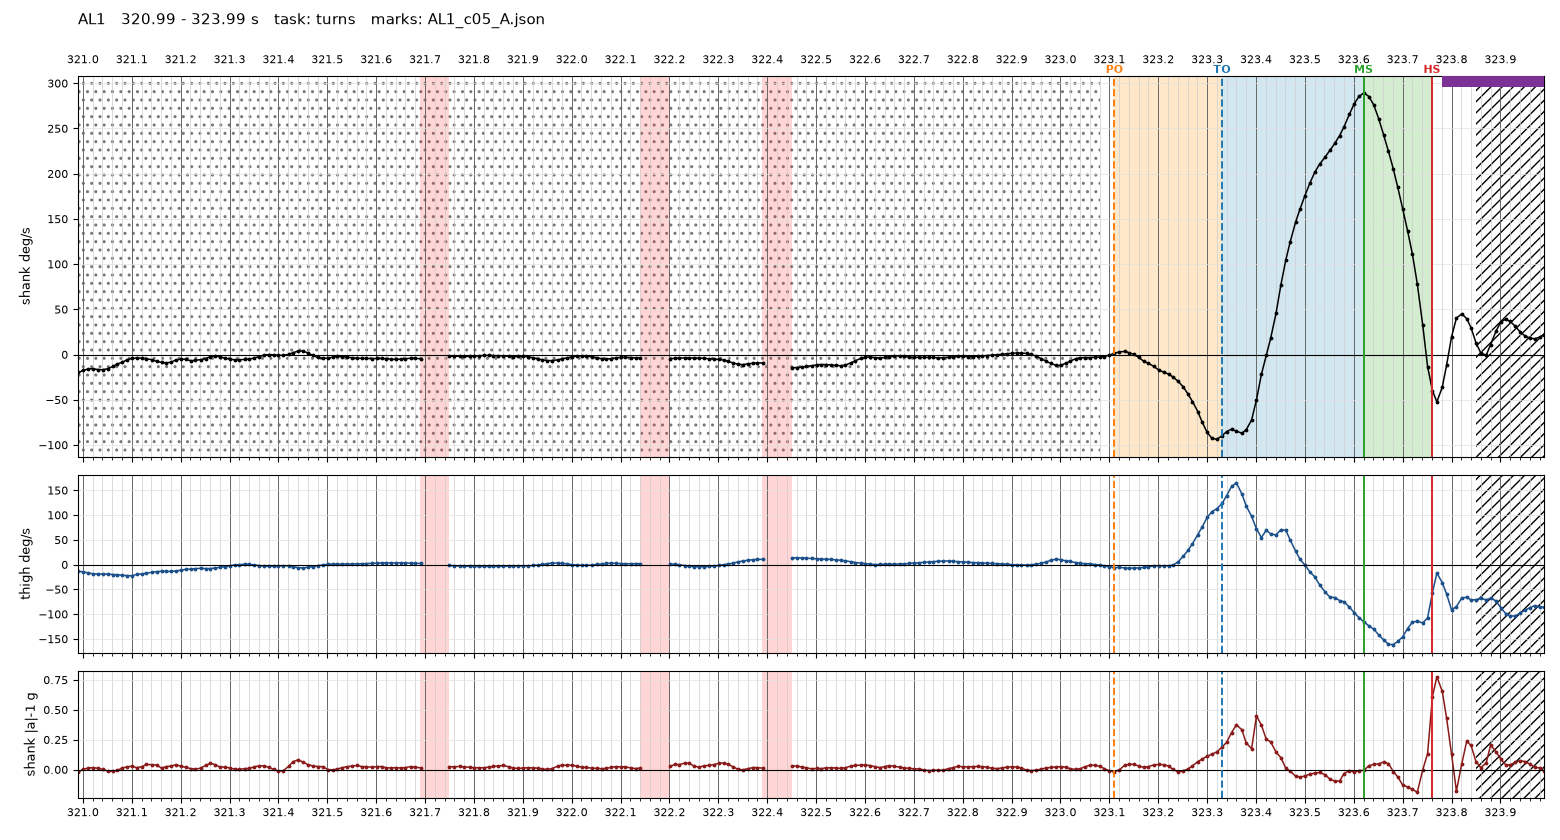 AL1   320.99 - 323.99 s   task: turns   marks: AL1_c05_A.json
321.0 321.1 321.2 321.3 321.4 321.5 321.6 321.7 321.8 321.9 322.0 322.1 322.2 322.3 322.4 322.5 322.6 322.7 322.8 322.9 323.0 323.1 323.2 323.3 323.4 323.5 323.6 323.7 323.8 323.9
PO TO MS HS
shank deg/s
300
250
200
150
100
50
0
−50
−100
thigh deg/s
150
100
50
0
−50
−100
−150
shank |a|-1 g
0.75
0.50
0.25
0.00
321.0 321.1 321.2 321.3 321.4 321.5 321.6 321.7 321.8 321.9 322.0 322.1 322.2 322.3 322.4 322.5 322.6 322.7 322.8 322.9 323.0 323.1 323.2 323.3 323.4 323.5 323.6 323.7 323.8 323.9